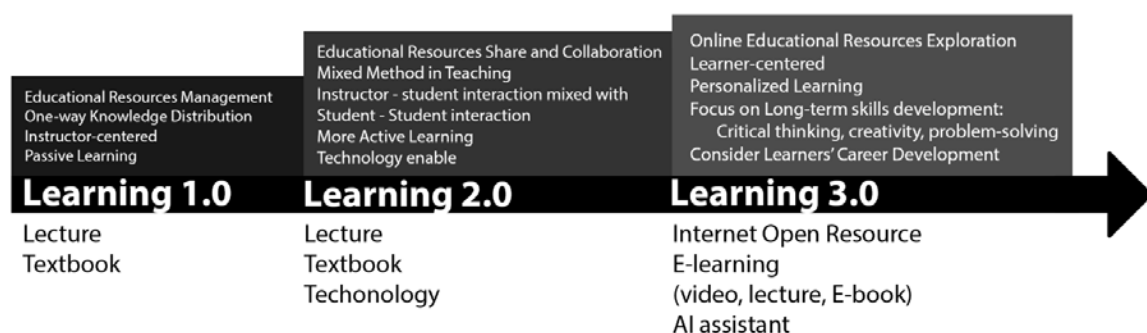 Educational Resources Management
One-way Knowledge Distribution
Instructor-centered
Passive Learning
Learning 1.0
Lecture
Textbook
Educational Resources Share and Collaboration
Mixed Method in Teaching
Instructor - student interaction mixed with
Student - Student interaction
More Active Learning
Technology enable
Learning 2.0
Lecture
Textbook
Techonology
Online Educational Resources Exploration
Learner-centered
Personalized Learning
Focus on Long-term skills development:
Critical thinking, creativity, problem-solving
Consider Learners' Career Development
Learning 3.0
Internet Open Resource
E-learning
(video, lecture, E-book)
AI assistant